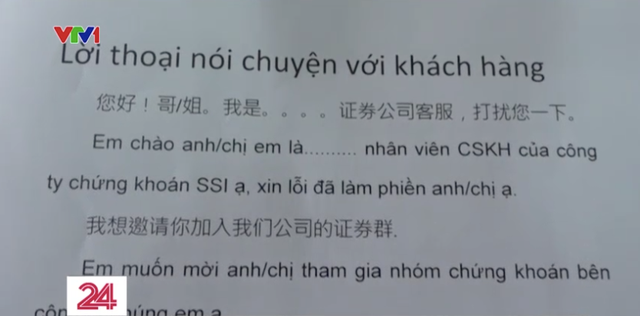 VTV1
Lời thoại nói chuyện với khách hàng
您好！哥/姐。我是。。。。证券公司客服，打扰您一下。
Em chào anh/chị em là.......... nhân viên CSKH của công
ty chứng khoán SSI ạ, xin lỗi đã làm phiền anh/chị ạ.
我想邀请你加入我们公司的证券群.
Em muốn mời anh/chị tham gia nhóm chứng khoán bên
em ạ
24